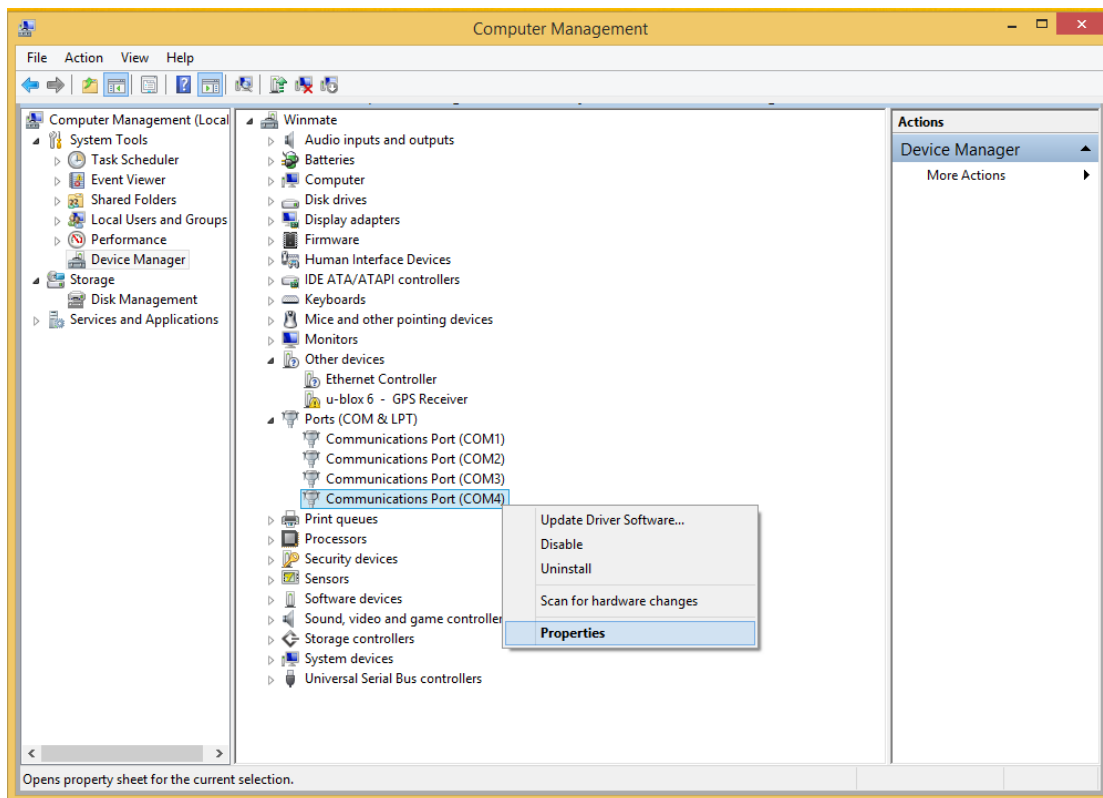 Computer Management
File Action View Help
Computer Management (Local
System Tools
Task Scheduler
Event Viewer
Shared Folders
Local Users and Groups
Performance
Device Manager
Storage
Disk Management
Services and Applications
Winmate
Audio inputs and outputs
Batteries
Computer
Disk drives
Display adapters
Firmware
Human Interface Devices
IDE ATA/ATAPI controllers
Keyboards
Mice and other pointing devices
Monitors
Other devices
Ethernet Controller
u-blox 6 - GPS Receiver
Ports (COM & LPT)
Communications Port (COM1)
Communications Port (COM2)
Communications Port (COM3)
Communications Port (COM4)
Print queues
Processors
Security devices
Sensors
Software devices
Sound, video and game controller
Storage controllers
System devices
Universal Serial Bus controllers
Update Driver Software...
Disable
Uninstall
Scan for hardware changes
Properties
Actions
Device Manager
More Actions
Opens property sheet for the current selection.